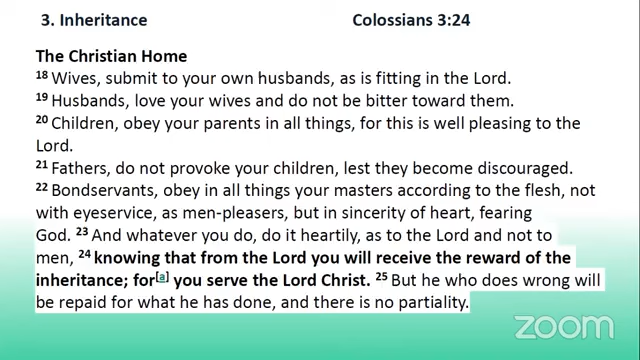 3. Inheritance Colossians 3:24
The Christian Home
18 Wives, submit to your own husbands, as is fitting in the Lord.
19 Husbands, love your wives and do not be bitter toward them.
20 Children, obey your parents in all things, for this is well pleasing to the
Lord.
21 Fathers, do not provoke your children, lest they become discouraged.
22 Bondservants, obey in all things your masters according to the flesh, not
with eyeservice, as men-pleasers, but in sincerity of heart, fearing
God. 23 And whatever you do, do it heartily, as to the Lord and not to
men, 24 knowing that from the Lord you will receive the reward of the
inheritance; for[a] you serve the Lord Christ. 25 But he who does wrong will
be repaid for what he has done, and there is no partiality.
zoom